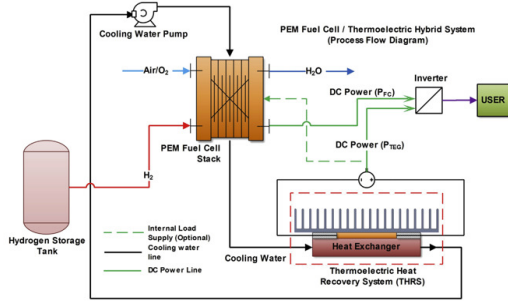 Cooling Water Pump
PEM Fuel Cell / Thermoelectric Hybrid System
(Process Flow Diagram)
Air/O₂
H₂O
Inverter
DC Power (P_FC)
USER
PEM Fuel Cell
Stack
DC Power (P_TEG)
H₂
Hydrogen Storage
Tank
Internal Load
Supply (Optional)
Cooling water
line
DC Power Line
Cooling Water
Heat Exchanger
Thermoelectric Heat
Recovery System (THRS)